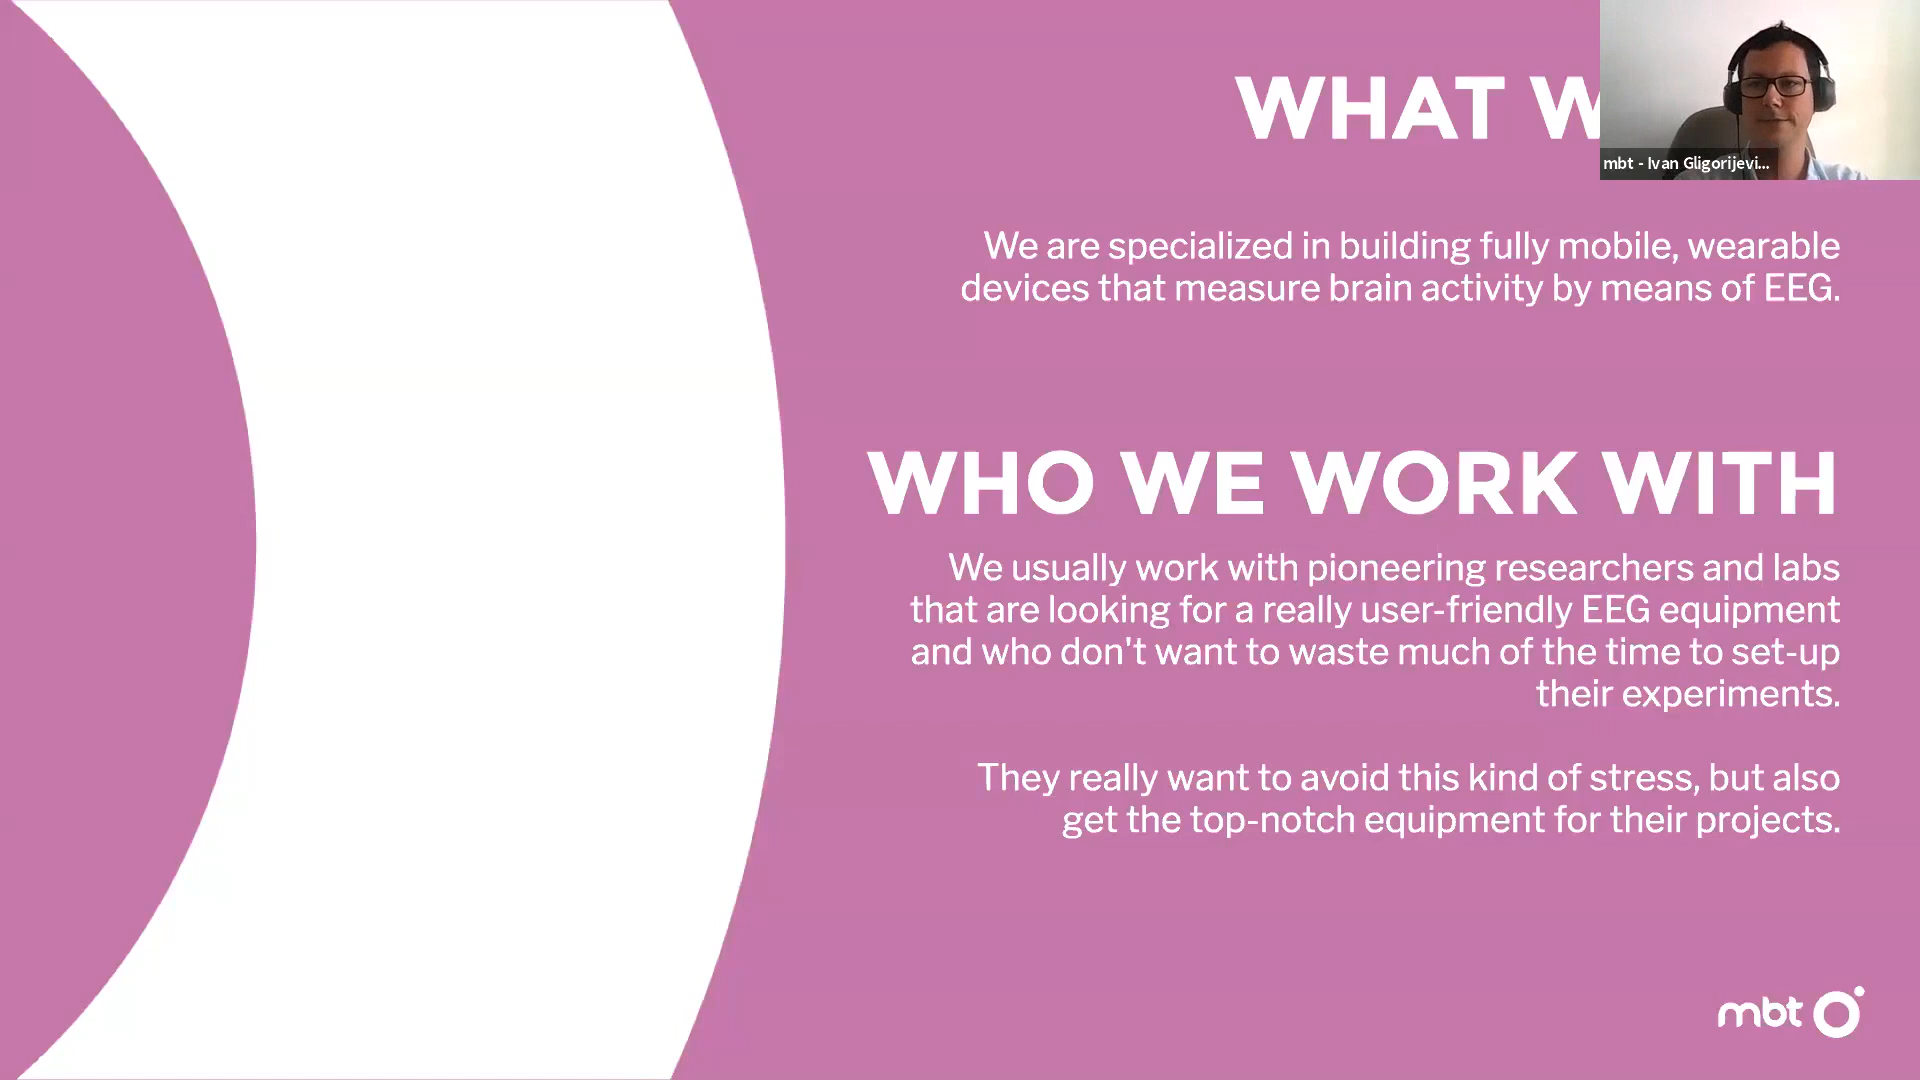 WHAT W
mbt - Ivan Gligorijevi...
We are specialized in building fully mobile, wearable
devices that measure brain activity by means of EEG.
WHO WE WORK WITH
We usually work with pioneering researchers and labs
that are looking for a really user-friendly EEG equipment
and who don't want to waste much of the time to set-up
their experiments.
They really want to avoid this kind of stress, but also
get the top-notch equipment for their projects.
mbt